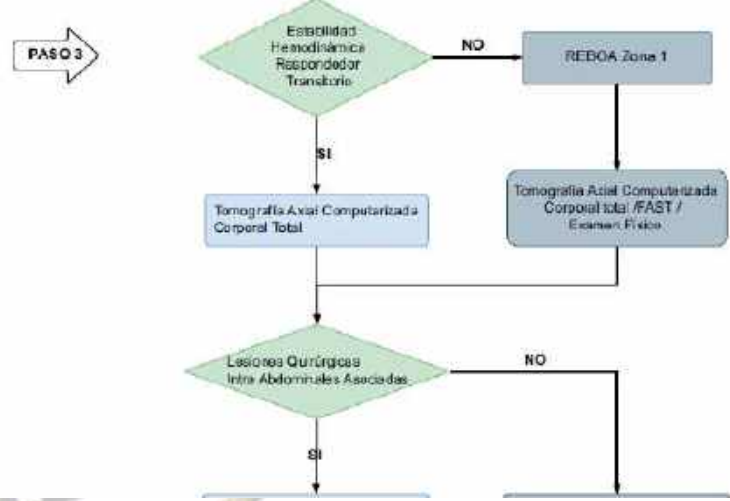 PASO 3
Estabilidad
Hemodinámica
Respondedor
Transitorio
NO
REBOA Zona 1
SI
Tomografía Axial Computarizada
Corporal Total
Tomografía Axial Computarizada
Corporal total /FAST /
Examen Físico
Lesiones Quirúrgicas
Intra Abdominales Asociadas
NO
SI